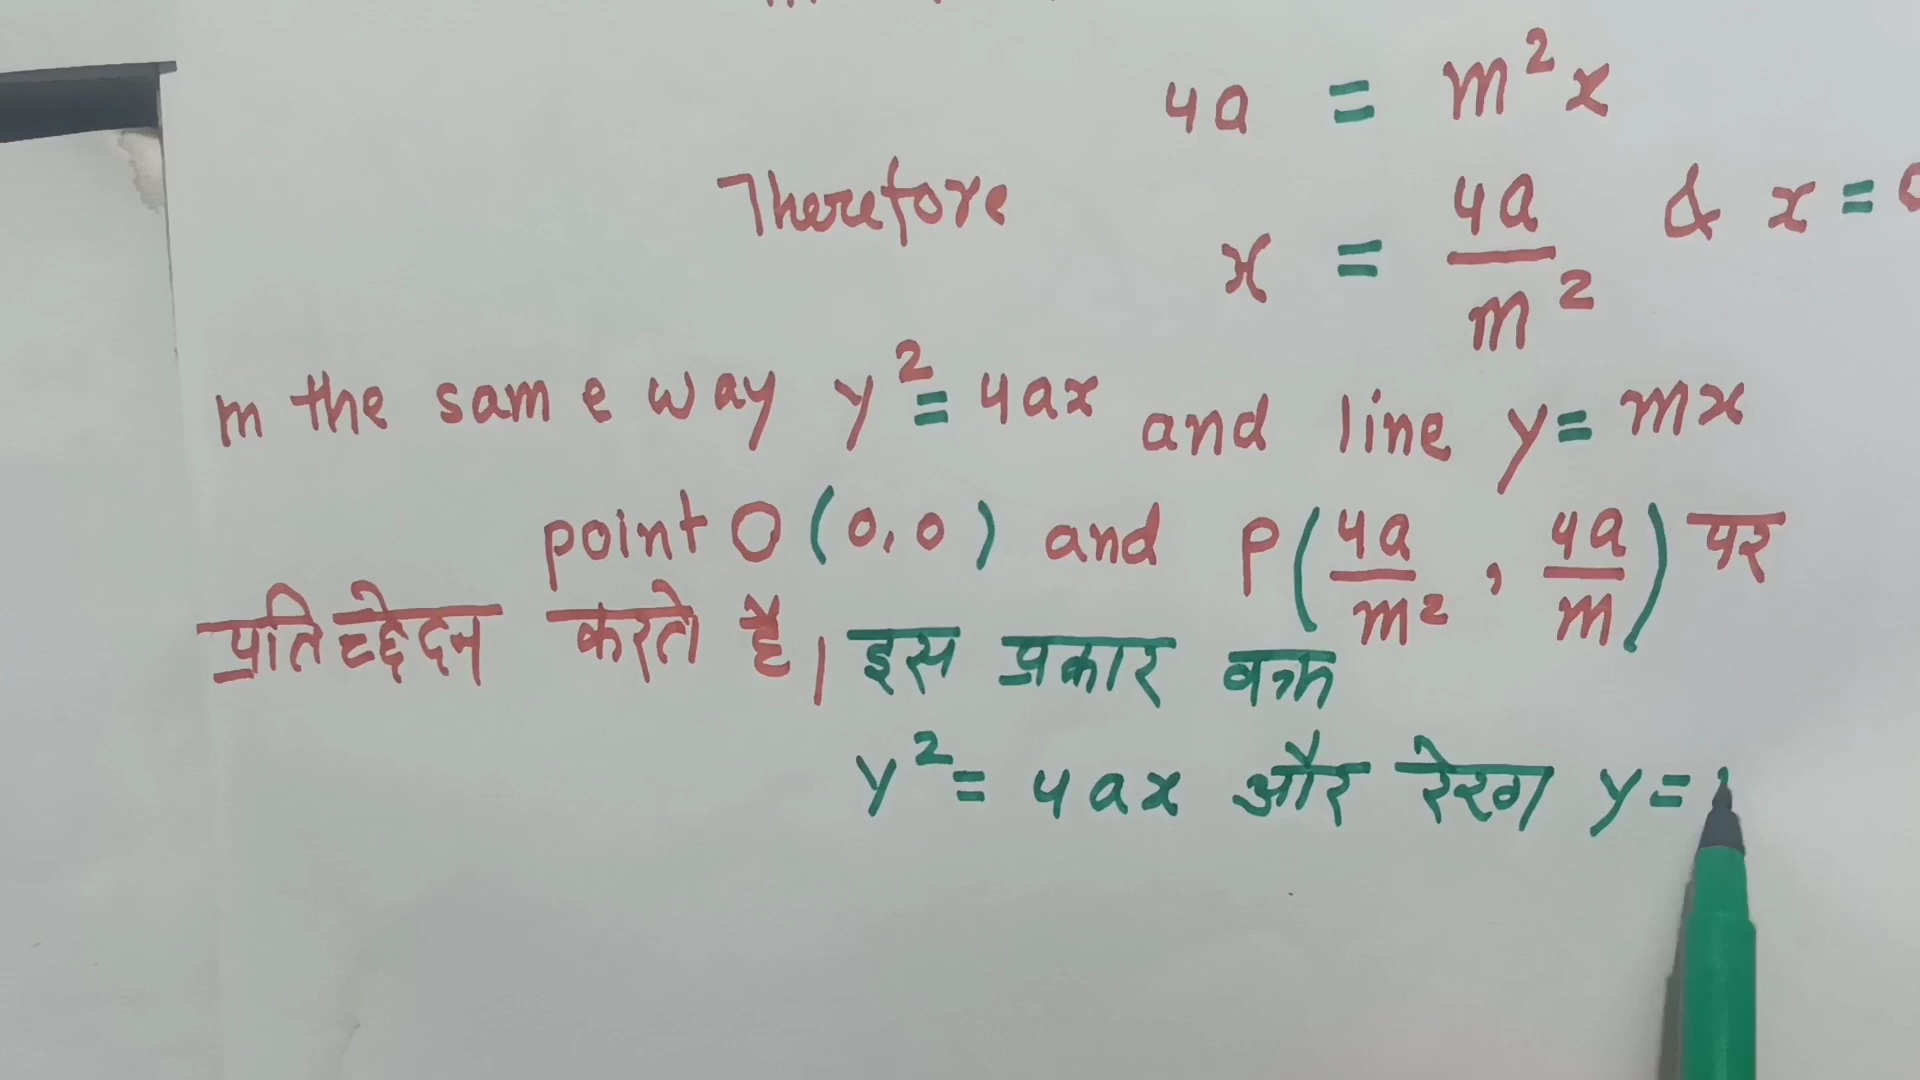 4a = m²x
Therefore x = 4a/m² & x =
m the same way y² = 4ax and line y = mx
point O (0,0) and P(4a/m², 4a/m) पर
प्रतिच्छेदन करते है। इस प्रकार वक्र
y² = 4ax और रेखा y =